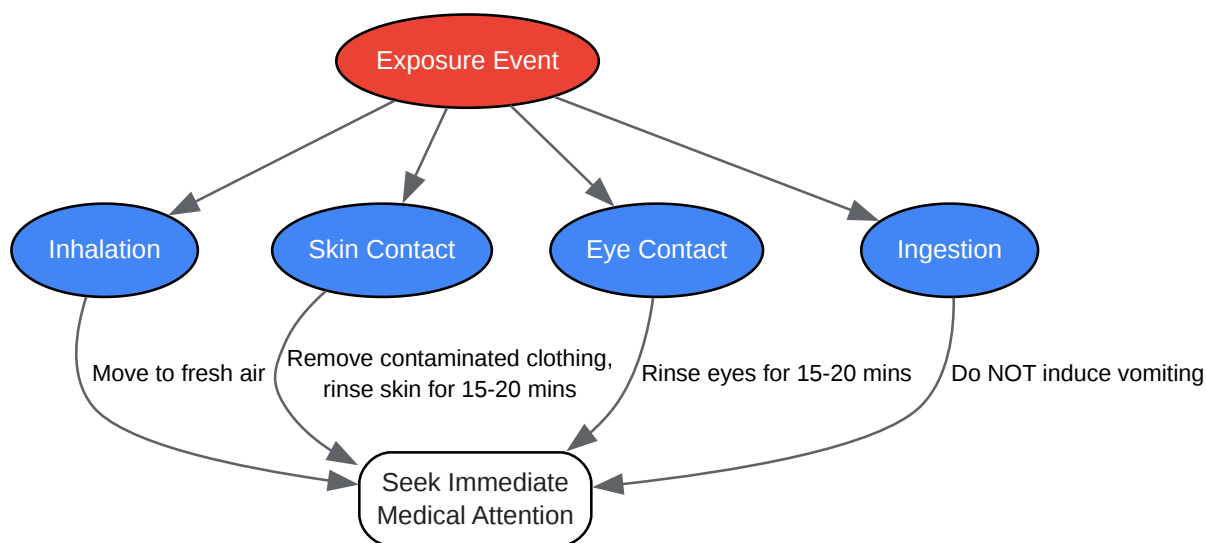 Exposure Event
Inhalation
Skin Contact
Eye Contact
Ingestion
Move to fresh air
Remove contaminated clothing,
rinse skin for 15-20 mins
Rinse eyes for 15-20 mins
Do NOT induce vomiting
Seek Immediate
Medical Attention